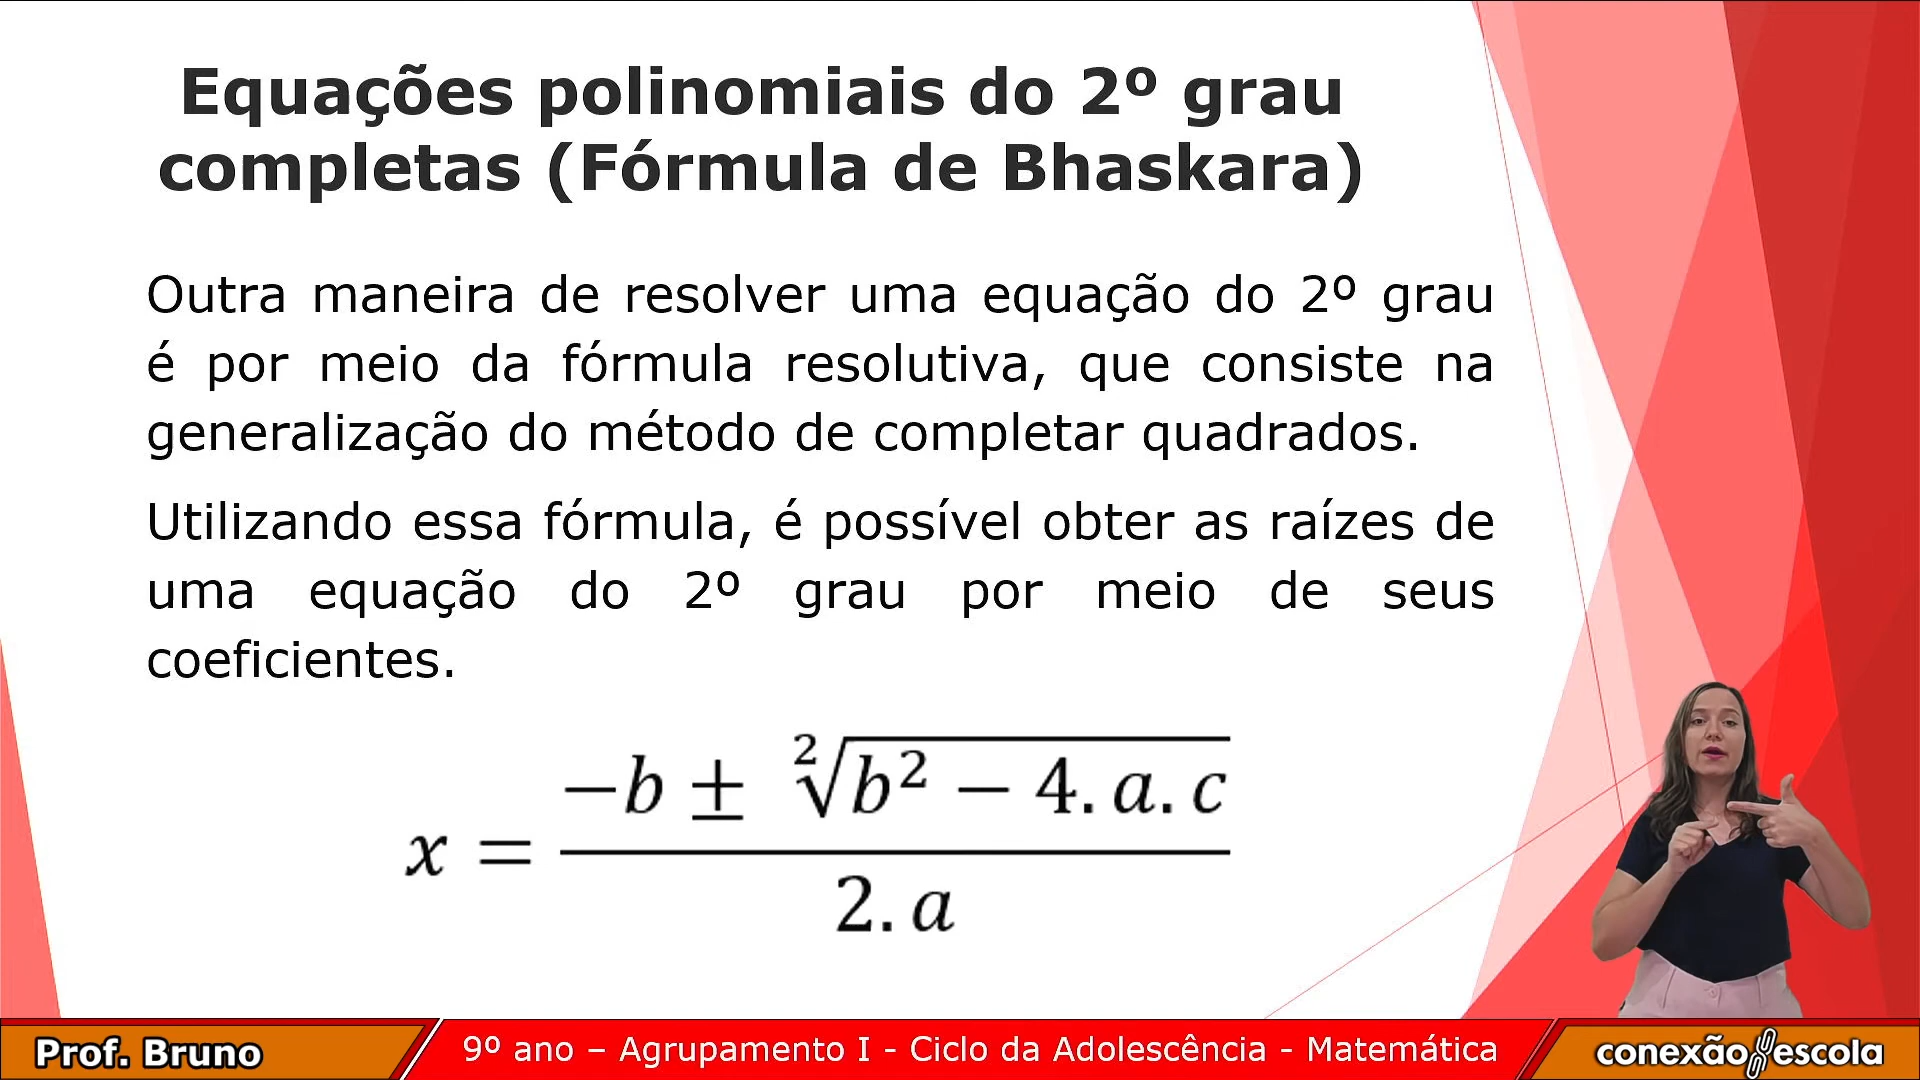 Equações polinomiais do 2º grau
completas (Fórmula de Bhaskara)
Outra maneira de resolver uma equação do 2º grau
é por meio da fórmula resolutiva, que consiste na
generalização do método de completar quadrados.
Utilizando essa fórmula, é possível obter as raízes de
uma equação do 2º grau por meio de seus
coeficientes.
x = (−b ± ²√(b² − 4. a. c)) / (2. a)
Prof. Bruno
9º ano – Agrupamento I - Ciclo da Adolescência - Matemática
conexão escola